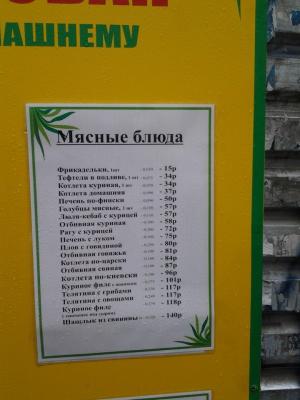 МАШНЕМУ
Мясные блюда
Фрикадельки, 1шт - 15р
Тефтели в подливе, 1 шт - 34р
Котлета куриная, 1 шт - 34р
Котлета домашняя - 37р
Печень по-фински - 50р
Голубцы мясные, 1 шт - 57р
Люля-кебаб с курицей - 57р
Отбивная куриная - 58р
Рагу с курицей - 72р
Печень с луком - 75р
Плов с говядиной - 80р
Отбивная говяжья - 81р
Котлета по-царски - 84р
Отбивная свиная - 87р
Котлета по-киевски - 96р
Куриное филе - 101р
Телятина с грибами - 117р
Телятина с овощами - 117р
Куриное филе - 118р
Шашлык из свинины - 140р